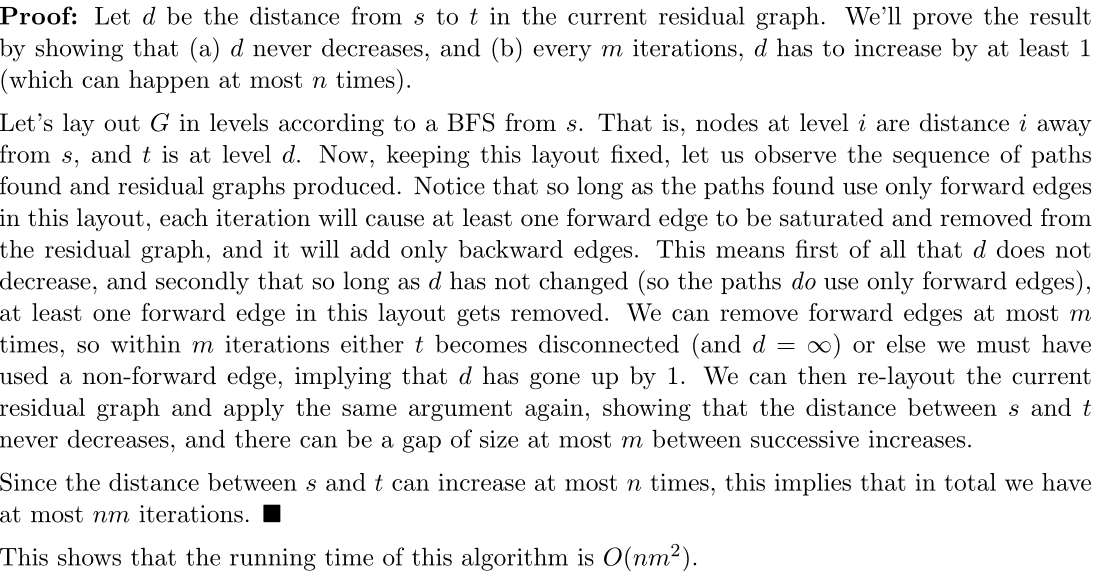 Proof: Let d be the distance from s to t in the current residual graph. We'll prove the result
by showing that (a) d never decreases, and (b) every m iterations, d has to increase by at least 1
(which can happen at most n times).
Let's lay out G in levels according to a BFS from s. That is, nodes at level i are distance i away
from s, and t is at level d. Now, keeping this layout fixed, let us observe the sequence of paths
found and residual graphs produced. Notice that so long as the paths found use only forward edges
in this layout, each iteration will cause at least one forward edge to be saturated and removed from
the residual graph, and it will add only backward edges. This means first of all that d does not
decrease, and secondly that so long as d has not changed (so the paths do use only forward edges),
at least one forward edge in this layout gets removed. We can remove forward edges at most m
times, so within m iterations either t becomes disconnected (and d = ∞) or else we must have
used a non-forward edge, implying that d has gone up by 1. We can then re-layout the current
residual graph and apply the same argument again, showing that the distance between s and t
never decreases, and there can be a gap of size at most m between successive increases.
Since the distance between s and t can increase at most n times, this implies that in total we have
at most nm iterations. ■
This shows that the running time of this algorithm is O(nm²).